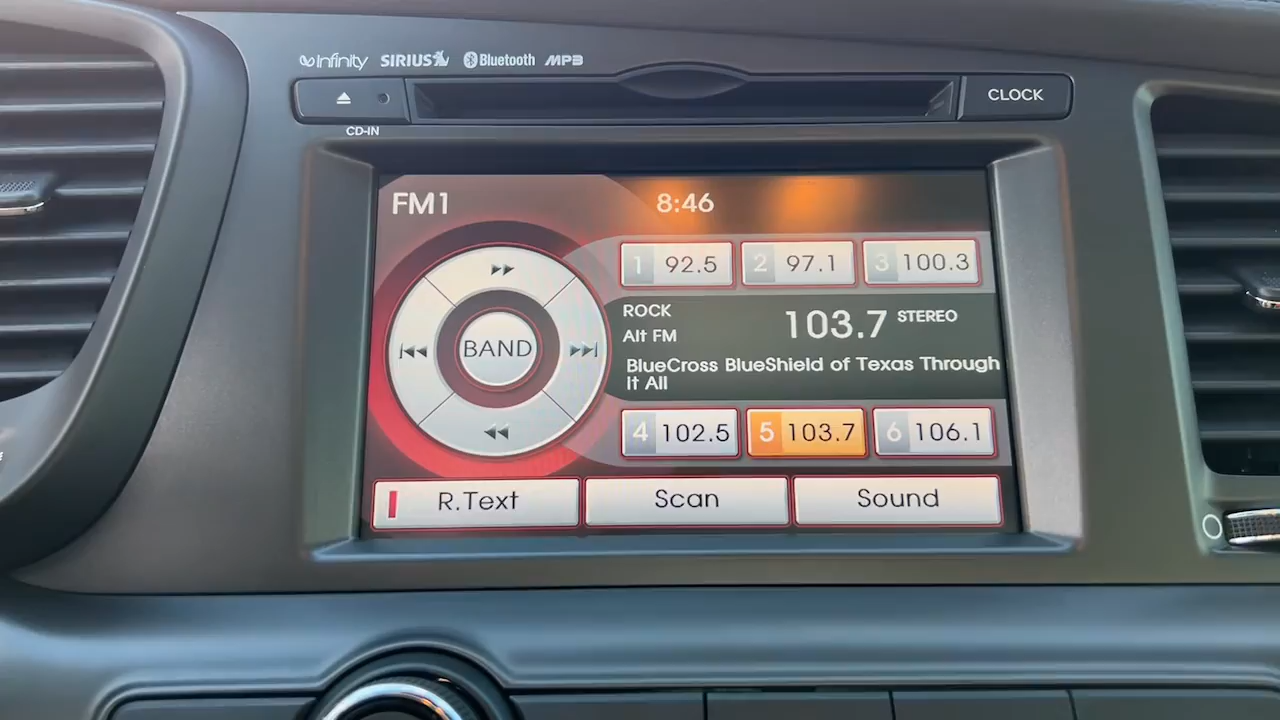 Infinity SIRIUS Bluetooth MP3
CLOCK
CD-IN
FM1 8:46
1 92.5 2 97.1 3 100.3
ROCK
Alt FM
103.7 STEREO
BlueCross BlueShield of Texas Through
It All
BAND
4 102.5 5 103.7 6 106.1
R.Text Scan Sound